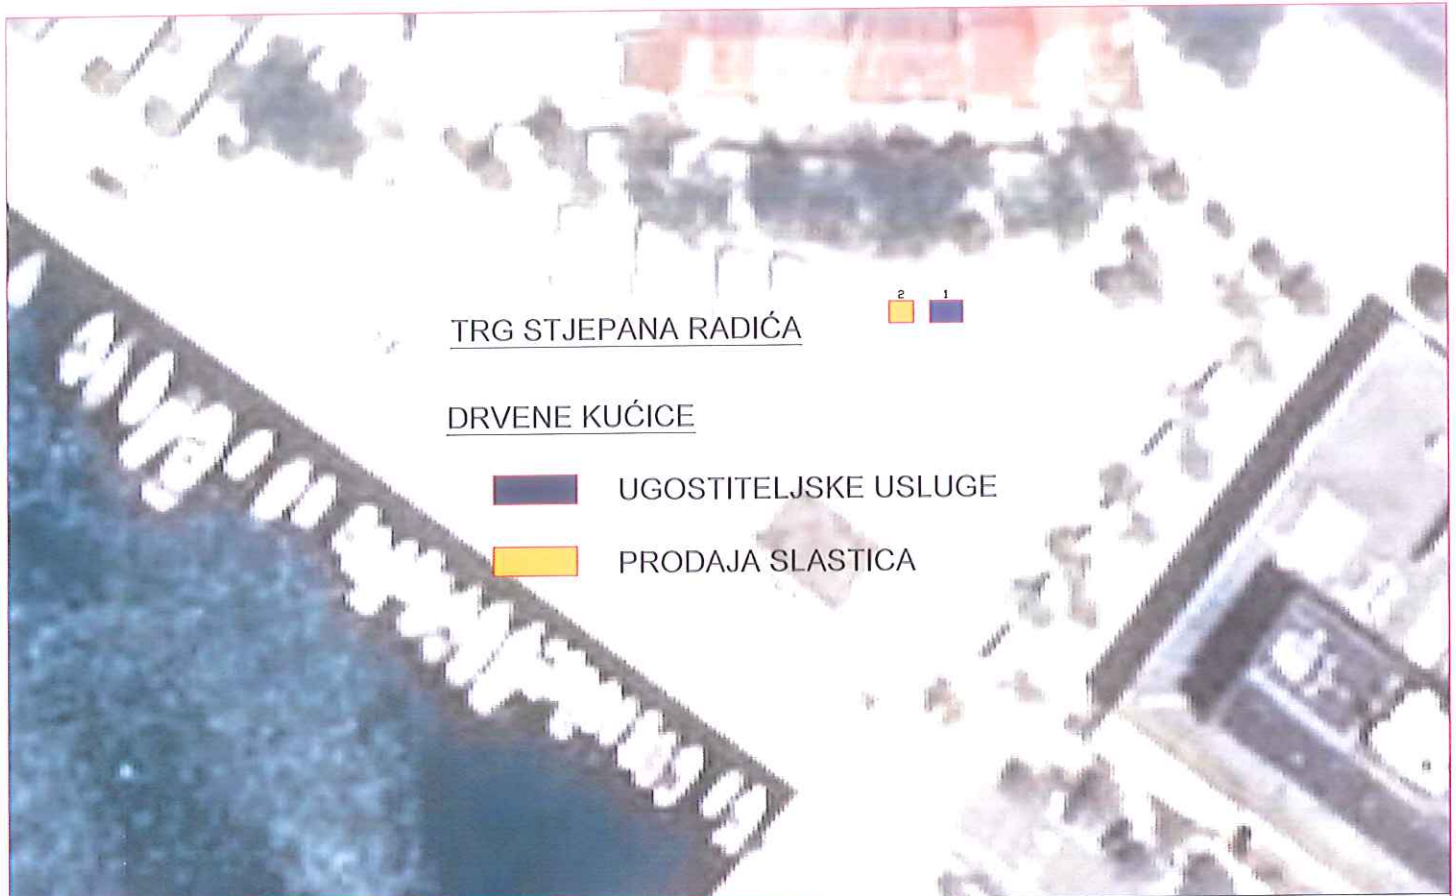 2 1
TRG STJEPANA RADIĆA
DRVENE KUĆICE
UGOSTITELJSKE USLUGE
PRODAJA SLASTICA